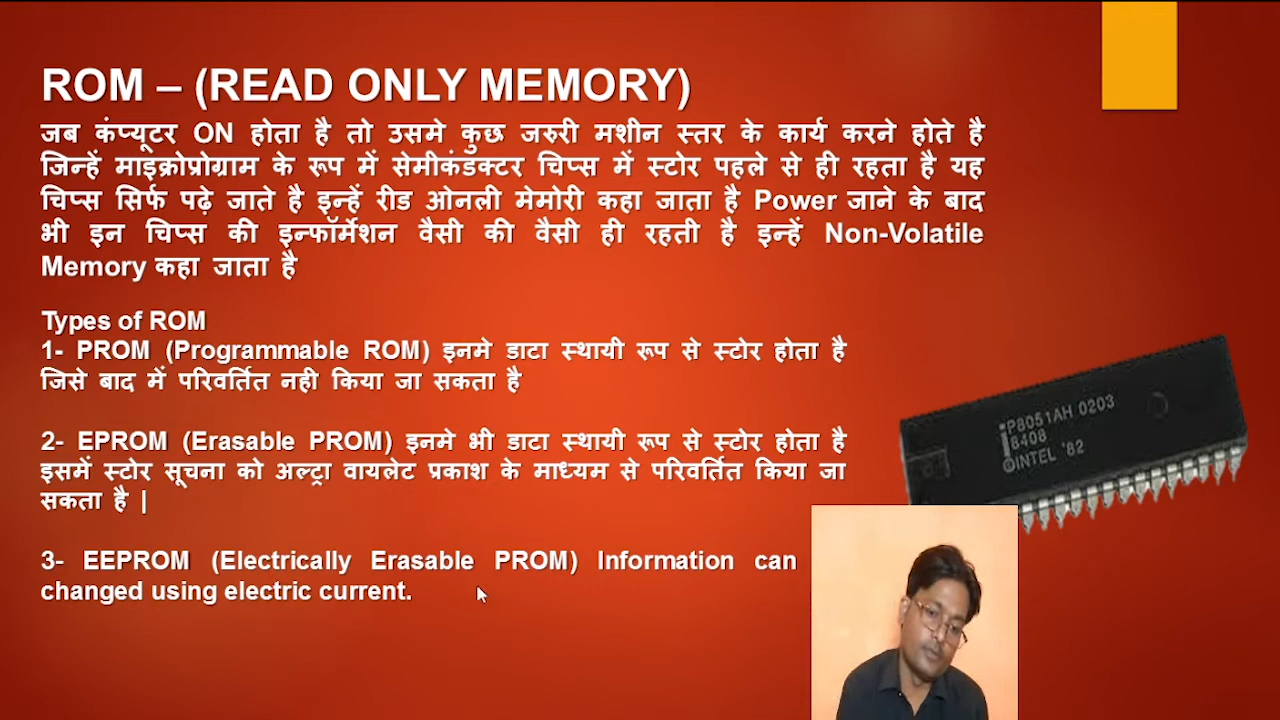 ROM – (READ ONLY MEMORY)
जब कंप्यूटर ON होता है तो उसमे कुछ जरुरी मशीन स्तर के कार्य करने होते है
जिन्हें माइक्रोप्रोग्राम के रूप में सेमीकंडक्टर चिप्स में स्टोर पहले से ही रहता है यह
चिप्स सिर्फ पढ़े जाते है इन्हें रीड ओनली मेमोरी कहा जाता है Power जाने के बाद
भी इन चिप्स की इन्फॉर्मेशन वैसी की वैसी ही रहती है इन्हें Non-Volatile
Memory कहा जाता है
Types of ROM
1- PROM (Programmable ROM) इनमे डाटा स्थायी रूप से स्टोर होता है
जिसे बाद में परिवर्तित नही किया जा सकता है
2- EPROM (Erasable PROM) इनमे भी डाटा स्थायी रूप से स्टोर होता है
इसमें स्टोर सूचना को अल्ट्रा वायलेट प्रकाश के माध्यम से परिवर्तित किया जा
सकता है |
3- EEPROM (Electrically Erasable PROM) Information can
changed using electric current.
iP8051AH 0203
8408
©INTEL '82